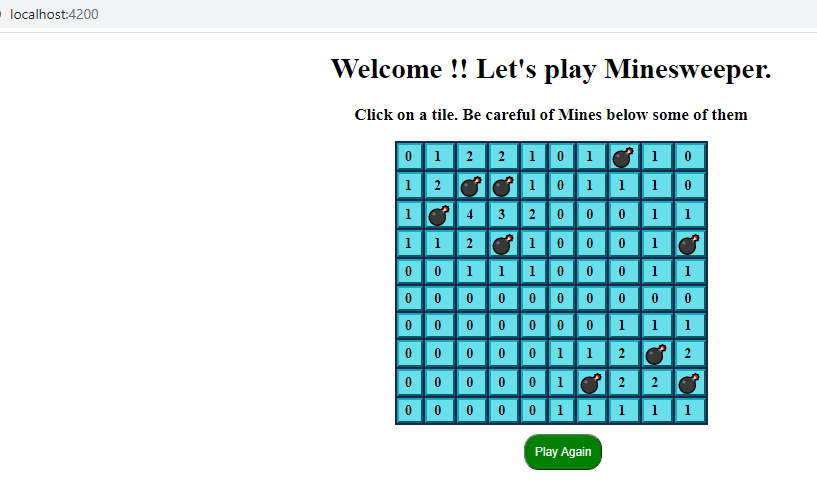 localhost:4200
Welcome !! Let's play Minesweeper.
Click on a tile. Be careful of Mines below some of them
0 1 2 2 1 0 1 1 0
1 2 1 0 1 1 1 0
1 4 3 2 0 0 0 1 1
1 1 2 1 0 0 0 1
0 0 1 1 1 0 0 0 1 1
0 0 0 0 0 0 0 0 0 0
0 0 0 0 0 0 0 1 1 1
0 0 0 0 0 1 1 2 2
0 0 0 0 0 1 2 2
0 0 0 0 0 1 1 1 1 1
Play Again